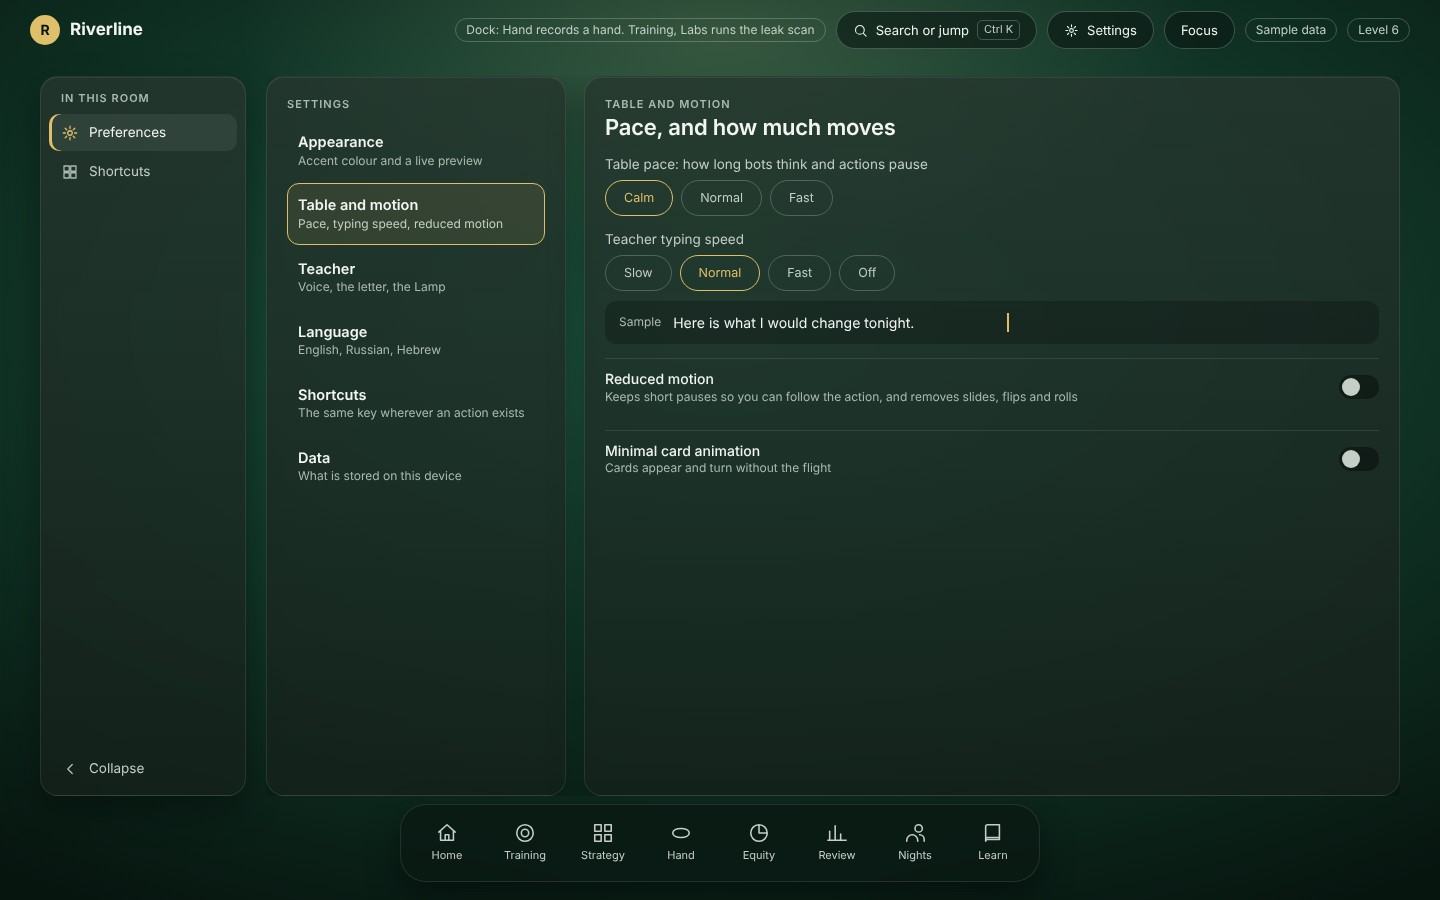 R Riverline
Dock: Hand records a hand. Training, Labs runs the leak scan
Search or jump Ctrl K
Settings
Focus
Sample data
Level 6
IN THIS ROOM
Preferences
Shortcuts
Collapse
SETTINGS
Appearance
Accent colour and a live preview
Table and motion
Pace, typing speed, reduced motion
Teacher
Voice, the letter, the Lamp
Language
English, Russian, Hebrew
Shortcuts
The same key wherever an action exists
Data
What is stored on this device
TABLE AND MOTION
Pace, and how much moves
Table pace: how long bots think and actions pause
Calm Normal Fast
Teacher typing speed
Slow Normal Fast Off
Sample Here is what I would change tonight.
Reduced motion
Keeps short pauses so you can follow the action, and removes slides, flips and rolls
Minimal card animation
Cards appear and turn without the flight
Home Training Strategy Hand Equity Review Nights Learn